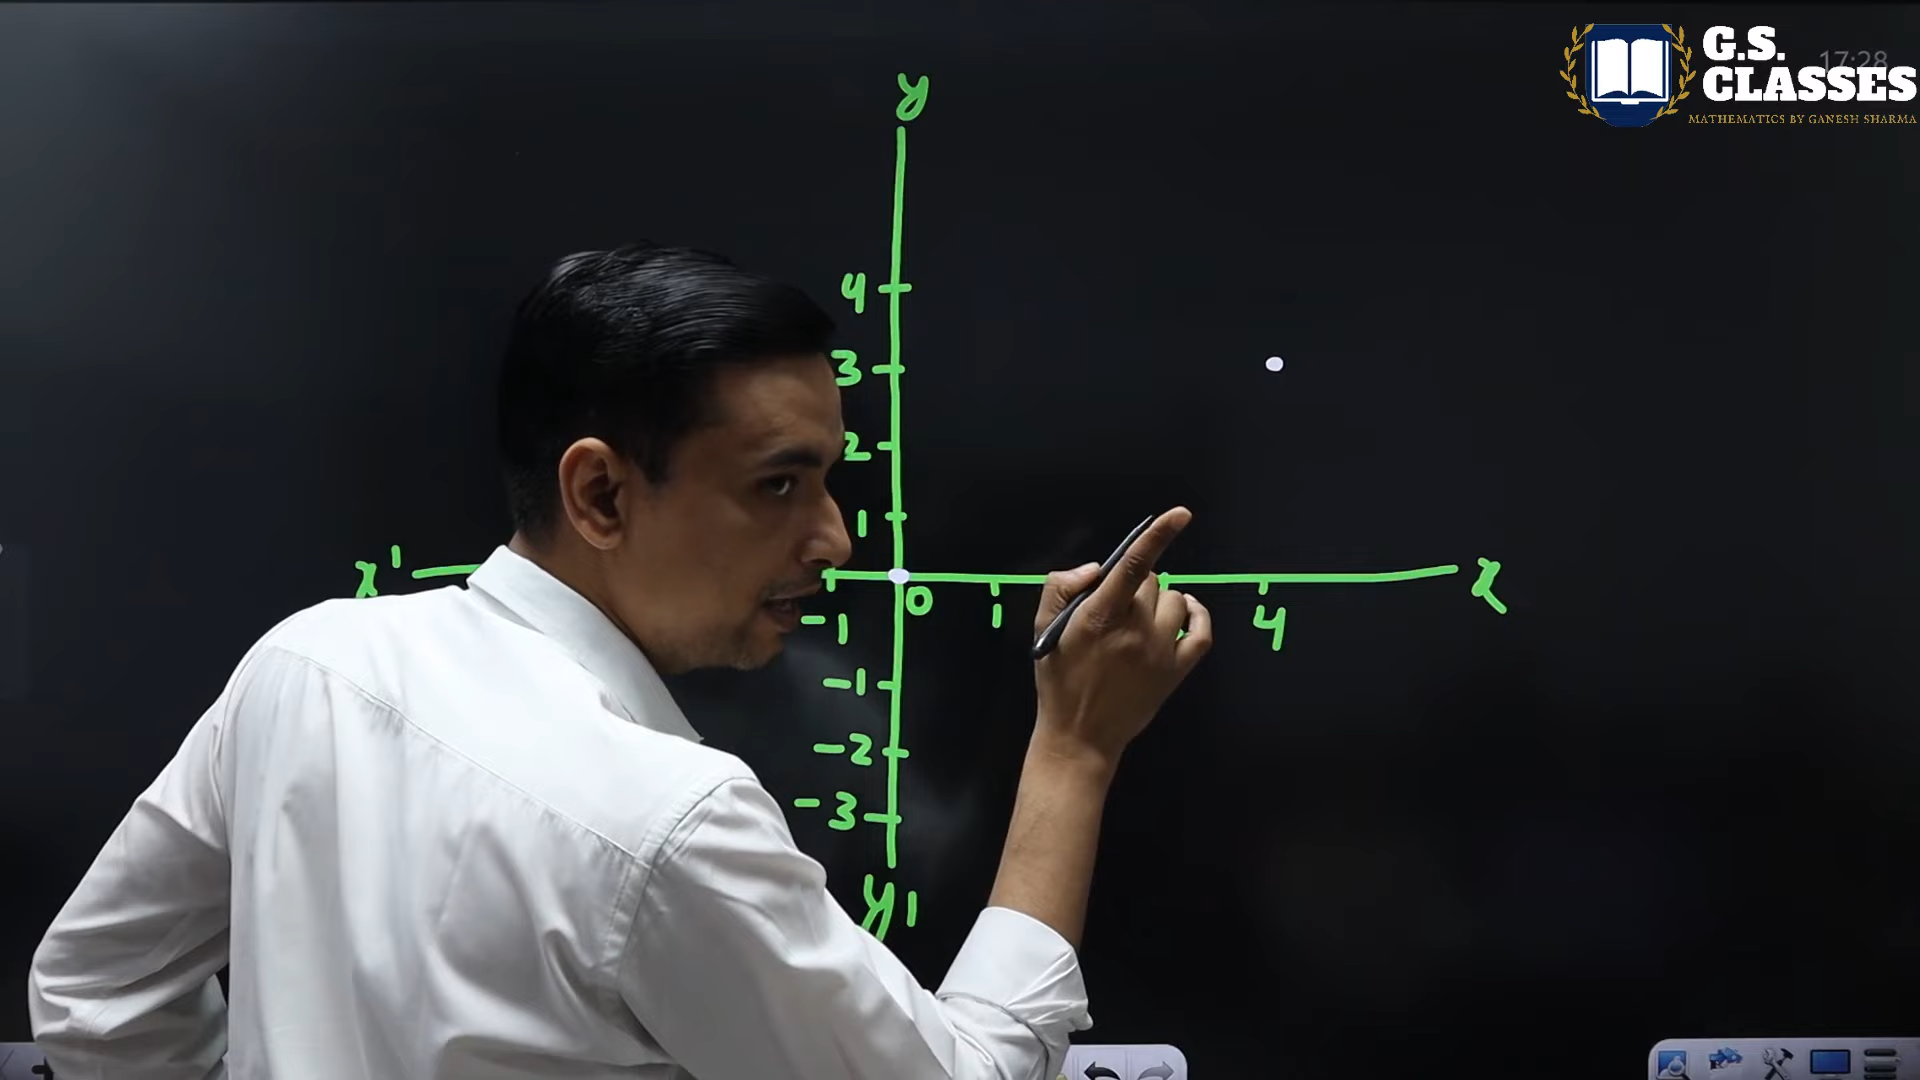 G.S.
CLASSES
MATHEMATICS BY GANESH SHARMA
17:28
y
4
3
2
1
x'
x
-1
0
1
4
-1
-2
-3
y'